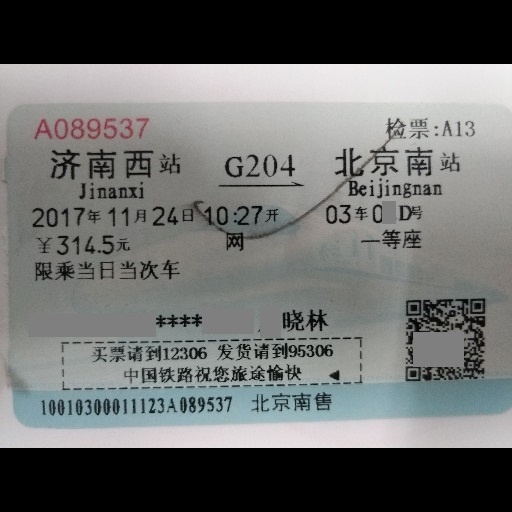 A089537 检票:A13
济南西站 G204 北京南站
Jinanxi Beijingnan
2017年11月24日10:27开 03车0 D号
¥314.5元 网 一等座
限乘当日当次车
**** 晓林
买票请到12306 发货请到95306
中国铁路祝您旅途愉快
10010300011123A089537 北京南售